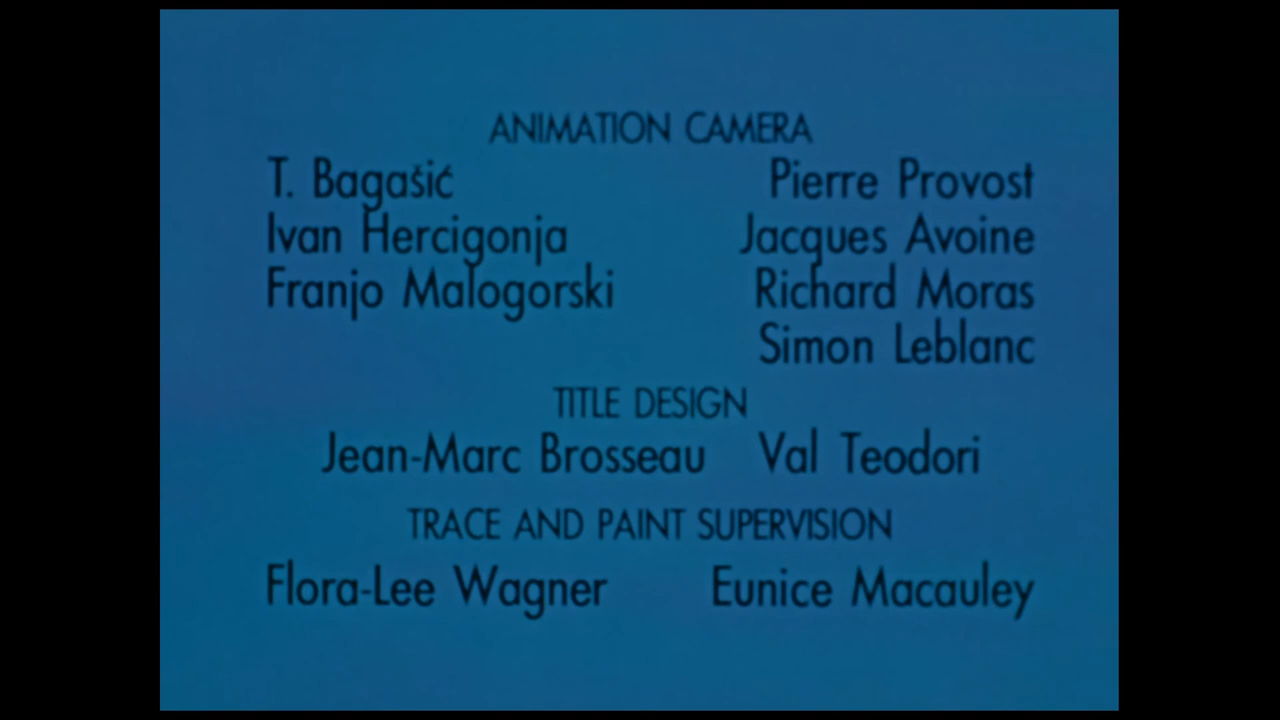 ANIMATION CAMERA
T. Bagašić Pierre Provost
Ivan Hercigonja Jacques Avoine
Franjo Malogorski Richard Moras
Simon Leblanc
TITLE DESIGN
Jean-Marc Brosseau Val Teodori
TRACE AND PAINT SUPERVISION
Flora-Lee Wagner Eunice Macauley